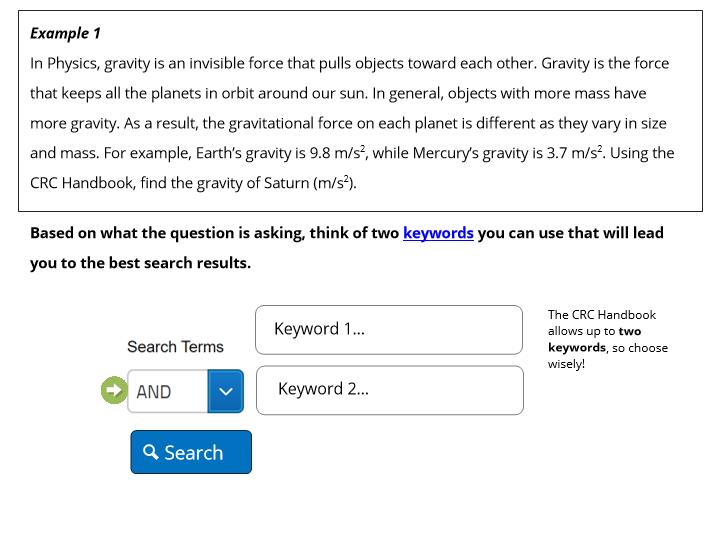 Example 1
In Physics, gravity is an invisible force that pulls objects toward each other. Gravity is the force
that keeps all the planets in orbit around our sun. In general, objects with more mass have
more gravity. As a result, the gravitational force on each planet is different as they vary in size
and mass. For example, Earth’s gravity is 9.8 m/s², while Mercury’s gravity is 3.7 m/s². Using the
CRC Handbook, find the gravity of Saturn (m/s²).
Based on what the question is asking, think of two keywords you can use that will lead
you to the best search results.
Keyword 1...
The CRC Handbook
allows up to two
keywords, so choose
wisely!
Search Terms
AND
Keyword 2...
Search